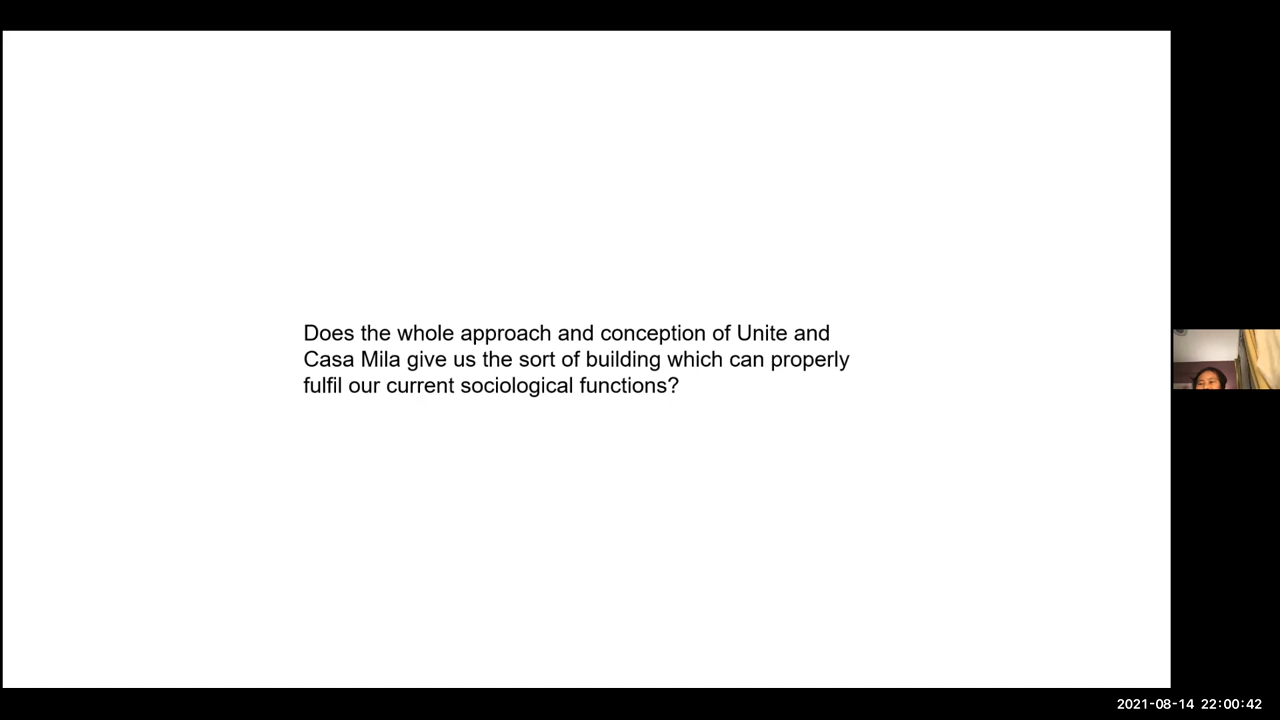 Does the whole approach and conception of Unite and
Casa Mila give us the sort of building which can properly
fulfil our current sociological functions?
2021-08-14 22:00:42